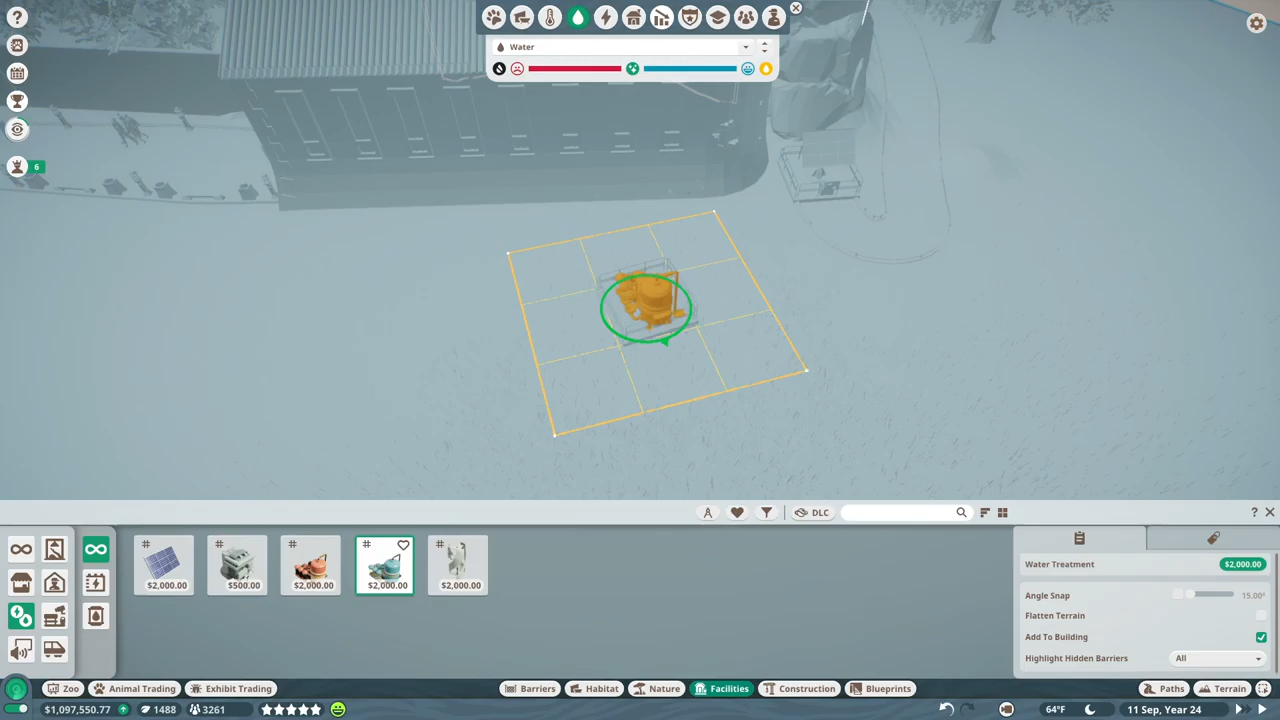 ?
Water
6
DLC
?
$2,000.00
$500.00
$2,000.00
$2,000.00
$2,000.00
Water Treatment
$2,000.00
Angle Snap
15.00°
Flatten Terrain
Add To Building
Highlight Hidden Barriers
All
Zoo
Animal Trading
Exhibit Trading
Barriers
Habitat
Nature
Facilities
Construction
Blueprints
Paths
Terrain
$1,097,550.77
1488
3261
64°F
11 Sep, Year 24